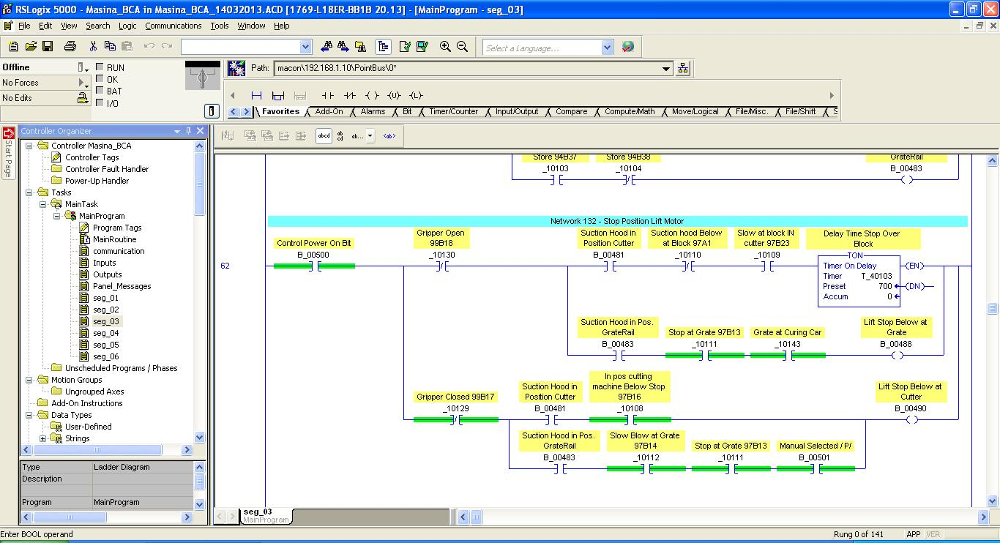 RSLogix 5000 - Masina_BCA in Masina_BCA_14032013.ACD [1769-L18ER-BB1B 20.13] - [MainProgram - seg_03]
File Edit View Search Logic Communications Tools Window Help
Select a Language...
Offline
RUN
No Forces
OK
No Edits
BAT
I/O
Path: macon\192.168.1.10\PointBus\0*
Favorites Add-On Alarms Bit Timer/Counter Input/Output Compare Compute/Math Move/Logical File/Misc. File/Shift S
Start Page
Controller Organizer
Controller Masina_BCA
Controller Tags
Controller Fault Handler
Power-Up Handler
Tasks
MainTask
MainProgram
Program Tags
MainRoutine
communication
Inputs
Outputs
Panel_Messages
seg_01
seg_02
seg_03
seg_04
seg_05
seg_06
Unscheduled Programs / Phases
Motion Groups
Ungrouped Axes
Add-On Instructions
Data Types
User-Defined
Strings
Type Ladder Diagram
Description
Program MainProgram
Store 94B37 Store 94B38 GrateRail
_10103 _10104 B_00483
Network 132 - Stop Position Lift Motor
62
Control Power On Bit
B_00500
Gripper Open
99B18
_10130
Suction Hood in
Position Cutter
B_00481
Suction hood Below
at Block 97A1
_10110
Slow at block IN
cutter 97B23
_10109
Delay Time Stop Over
Block
TON
Timer On Delay
Timer T_40103
Preset 700
Accum 0
EN
DN
Suction Hood in Pos.
GrateRail
B_00483
Stop at Grate 97B13
_10111
Grate at Curing Car
_10143
Lift Stop Below at
Grate
B_00488
Gripper Closed 99B17
_10129
Suction Hood in
Position Cutter
B_00481
In pos cutting
machine Below Stop
97B16
_10108
Lift Stop Below at
Cutter
B_00490
Suction Hood in Pos.
GrateRail
B_00483
Slow Blow at Grate
97B14
_10112
Stop at Grate 97B13
_10111
Manual Selected / P/
B_00501
seg_03
MainProgram
Enter BOOL operand
Rung 0 of 141 APP VER